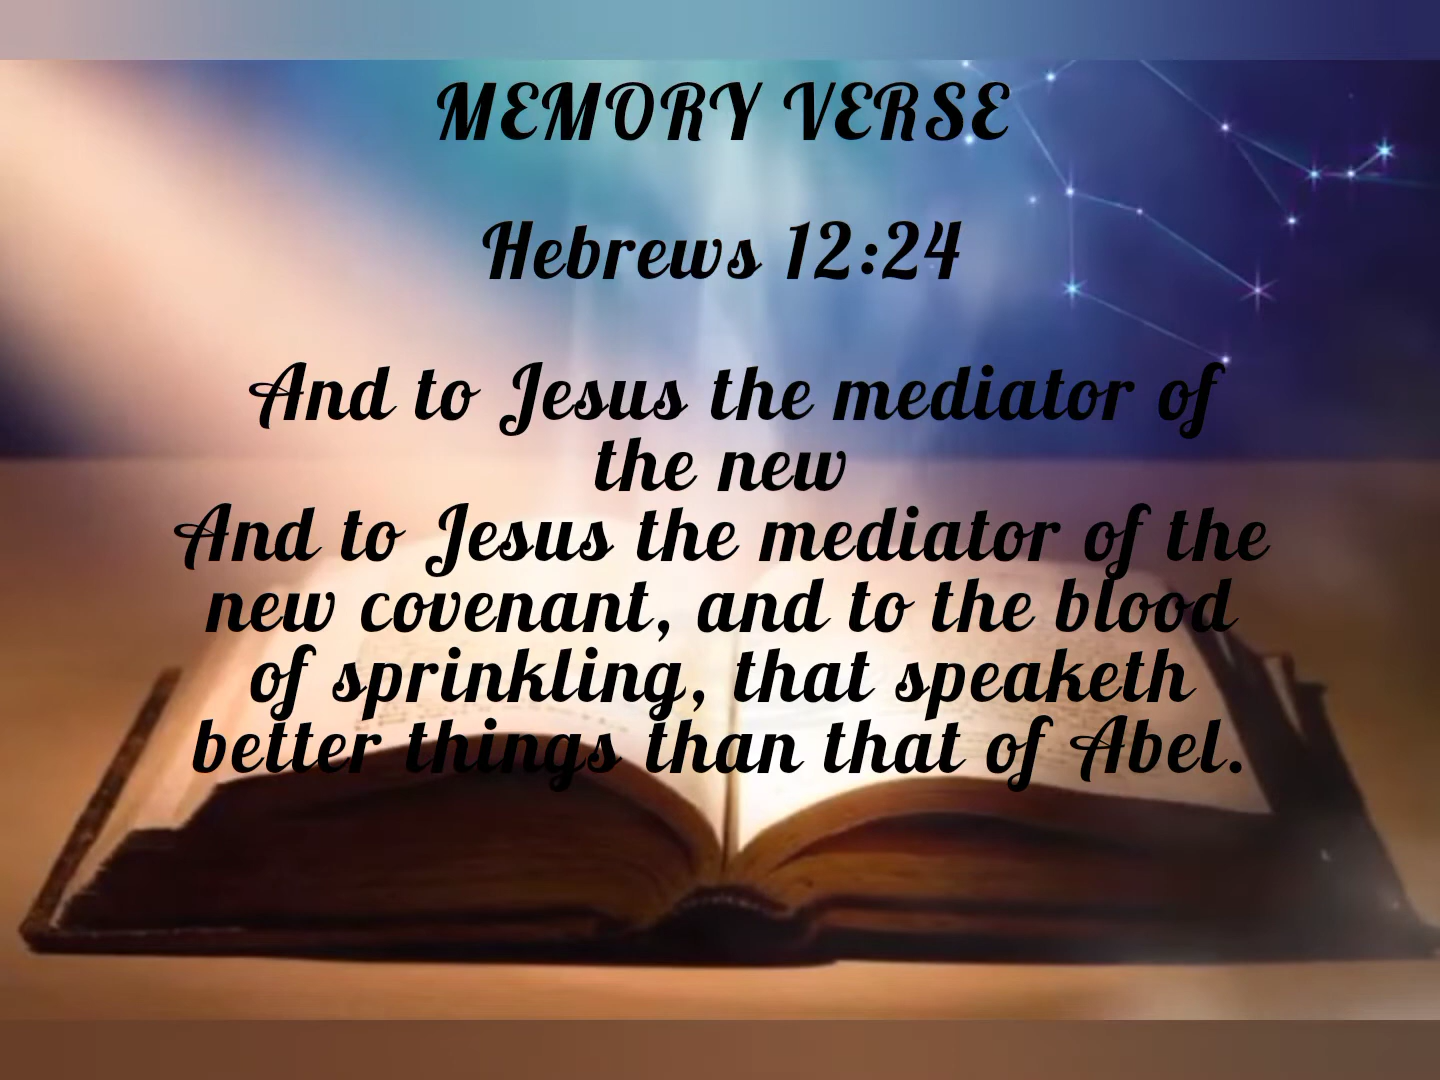 MEMORY VERSE
Hebrews 12:24
And to Jesus the mediator of
the new
And to Jesus the mediator of the
new covenant, and to the blood
of sprinkling, that speaketh
better things than that of Abel.